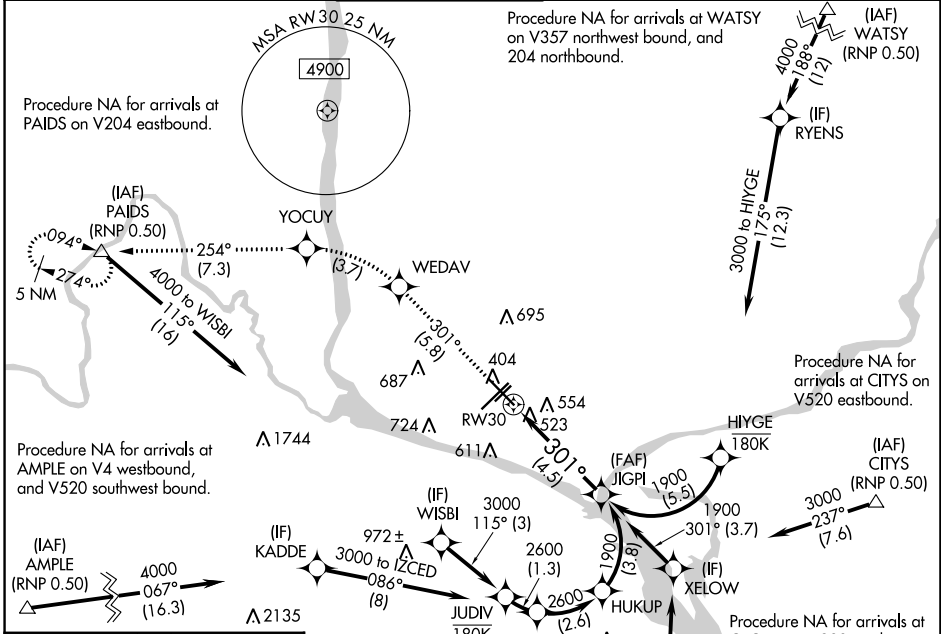 MSA RW30 25 NM
4900
Procedure NA for arrivals at WATSY
on V357 northwest bound, and
204 northbound.
(IAF)
WATSY
(RNP 0.50)
4000
188°
(12)
(IF)
RYENS
3000 to HIYGE
175°
(12.3)
Procedure NA for arrivals at
PAIDS on V204 eastbound.
(IAF)
PAIDS
(RNP 0.50)
094°
274°
5 NM
254°
(7.3)
YOCUY
(3.7)
WEDAV
4000 to WISBI
115°
(16)
301°
(5.8)
695
404
687
RW30
554
523
724
611
1744
Procedure NA for
arrivals at CITYS on
V520 eastbound.
HIYGE
180K
(IAF)
CITYS
(RNP 0.50)
3000
237°
(7.6)
301°
(4.5)
(FAF)
JIGPI
1900
(5.5)
1900
301° (3.7)
Procedure NA for arrivals at
AMPLE on V4 westbound,
and V520 southwest bound.
(IAF)
AMPLE
(RNP 0.50)
4000
067°
(16.3)
(IF)
KADDE
972±
3000 to IZCED
086°
(8)
2135
(IF)
WISBI
3000
115° (3)
2600
(1.3)
JUDIV
180K
2600
(2.6)
HUKUP
1900
(3.8)
(IF)
XELOW
Procedure NA for arrivals at